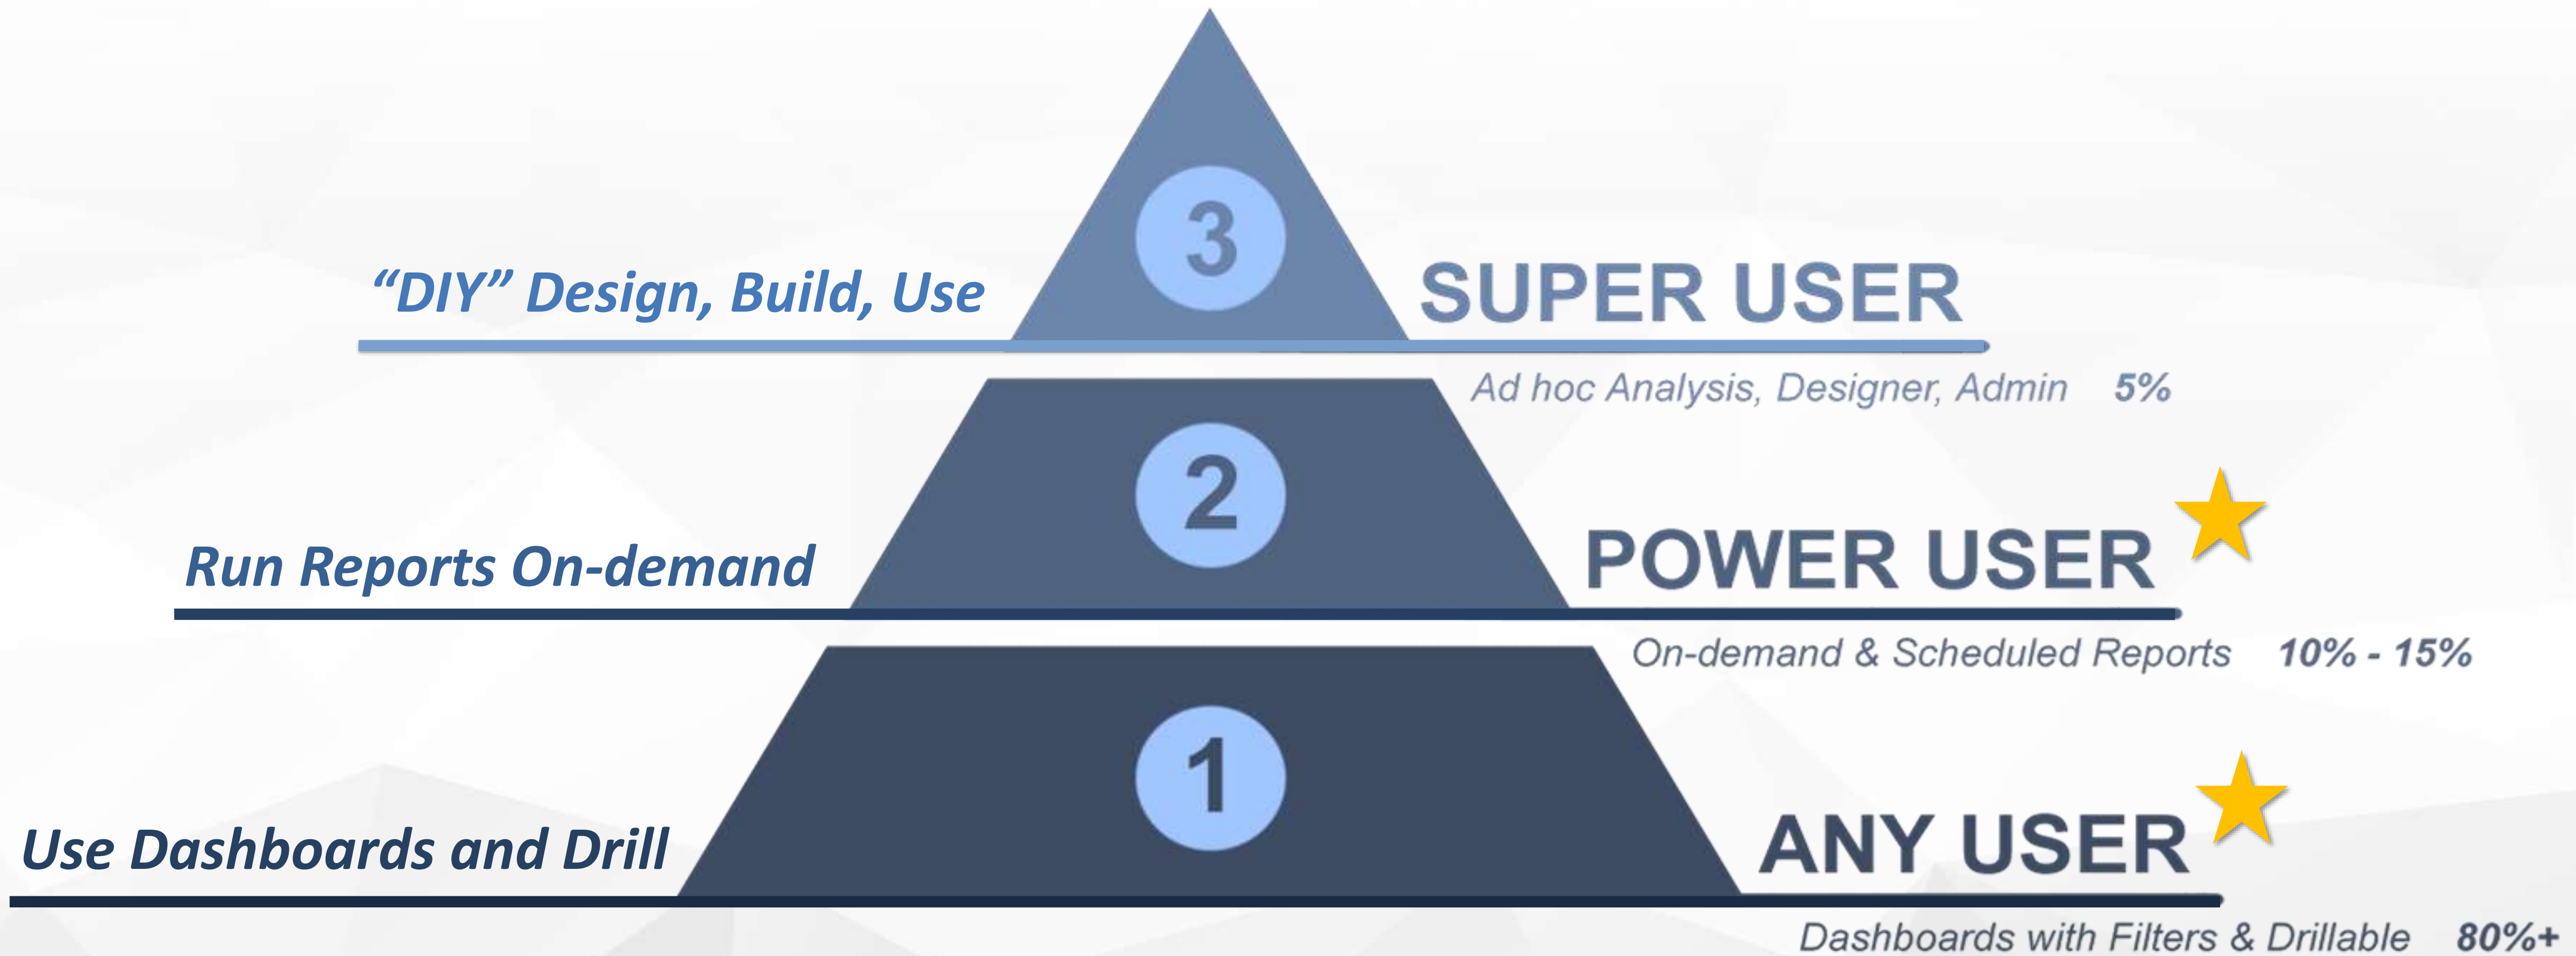 3
“DIY” Design, Build, Use
SUPER USER
Ad hoc Analysis, Designer, Admin 5%
2
Run Reports On-demand
POWER USER
On-demand & Scheduled Reports 10% - 15%
1
Use Dashboards and Drill
ANY USER
Dashboards with Filters & Drillable 80%+